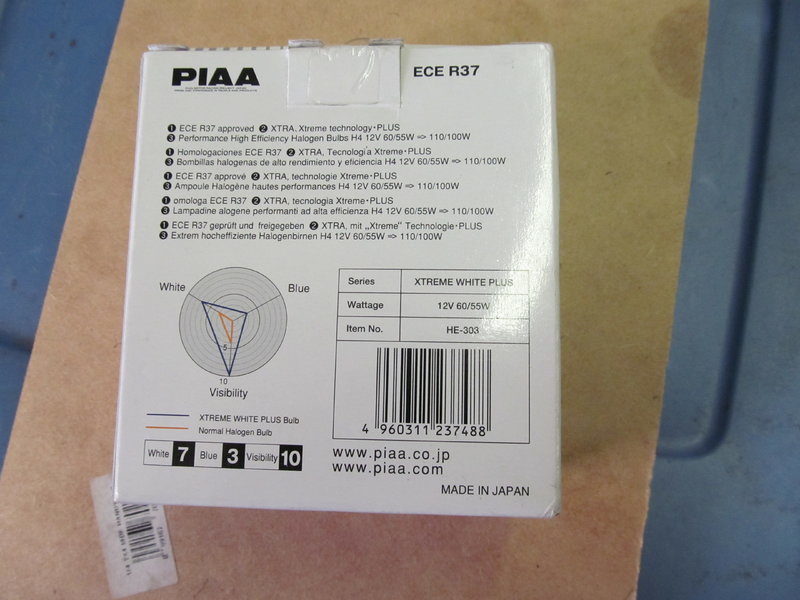 PIAA
ECE R37
❶ ECE R37 approved ❷ XTRA, Xtreme technology·PLUS
❸ Performance High Efficiency Halogen Bulbs H4 12V 60/55W => 110/100W
❶ Homologaciones ECE R37 ❷ XTRA, Tecnología Xtreme·PLUS
❸ Bombillas halogenas de alto rendimiento y eficiencia H4 12V 60/55W => 110/100W
❶ ECE R37 approuvé ❷ XTRA, technologie Xtreme·PLUS
❸ Ampoule Halogène hautes performances H4 12V 60/55W => 110/100W
❶ omologa ECE R37 ❷ XTRA, tecnologia Xtreme·PLUS
❸ Lampadine alogene performanti ad alta efficienza H4 12V 60/55W => 110/100W
❶ ECE R37 geprüft und freigegeben ❷ XTRA, mit „Xtreme" Technologie·PLUS
❸ Extrem hocheffiziente Halogenbirnen H4 12V 60/55W => 110/100W
White
Blue
5
10
Visibility
XTREME WHITE PLUS Bulb
Normal Halogen Bulb
White 7 Blue 3 Visibility 10
Series XTREME WHITE PLUS
Wattage 12V 60/55W
Item No. HE-303
4 960311 237488
www.piaa.co.jp
www.piaa.com
MADE IN JAPAN